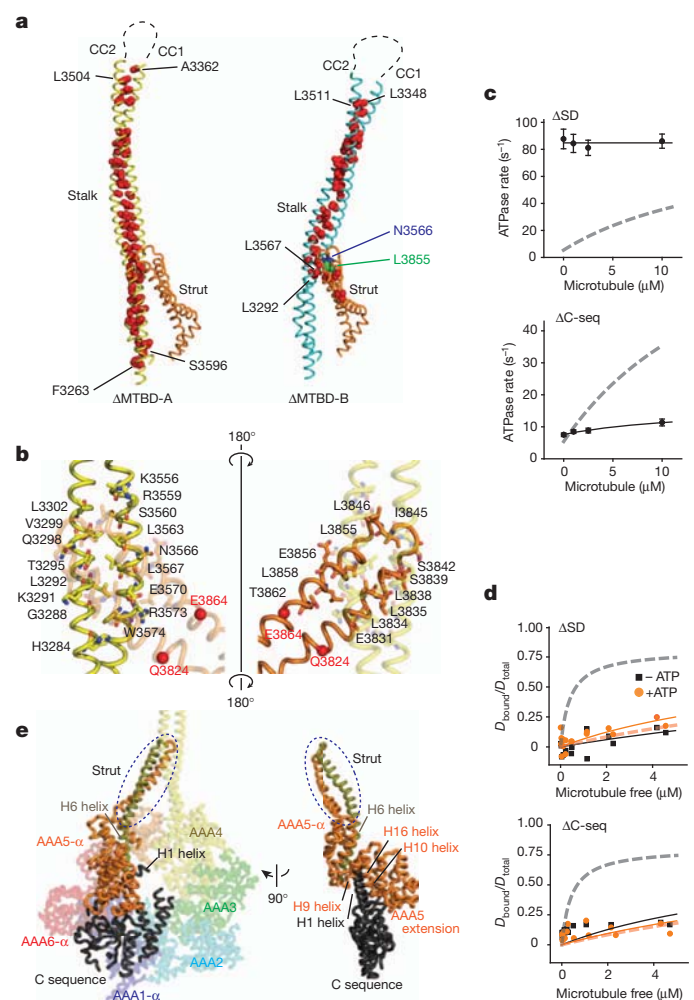 a
CC2
CC1
L3504
A3362
Stalk
Strut
S3596
F3263
ΔMTBD-A
CC2
CC1
L3511
L3348
Stalk
N3566
L3567
L3855
Strut
L3292
ΔMTBD-B
b
180°
K3556
R3559
L3302
S3560
V3299
L3563
Q3298
N3566
T3295
L3567
L3292
E3570
K3291
E3864
G3288
R3573
W3574
H3284
Q3824
L3846
I3845
L3855
E3856
L3858
S3842
T3862
S3839
L3838
E3864
L3835
L3834
Q3824
E3831
180°
c
ΔSD
100
80
60
40
20
0
ATPase rate (s⁻¹)
0
5
10
Microtubule (μM)
ΔC-seq
40
30
20
10
0
ATPase rate (s⁻¹)
0
5
10
Microtubule (μM)
d
ΔSD
1.00
0.75
0.50
0.25
0
Dbound/Dtotal
– ATP
+ATP
0
2
4
Microtubule free (μM)
ΔC-seq
1.00
0.75
0.50
0.25
0
Dbound/Dtotal
0
2
4
Microtubule free (μM)
e
Strut
H6 helix
AAA5-α
AAA4
H1 helix
AAA3
AAA6-α
AAA2
C sequence
AAA1-α
90°
Strut
H6 helix
AAA5-α
H16 helix
H10 helix
H9 helix
H1 helix
AAA5
extension
C sequence